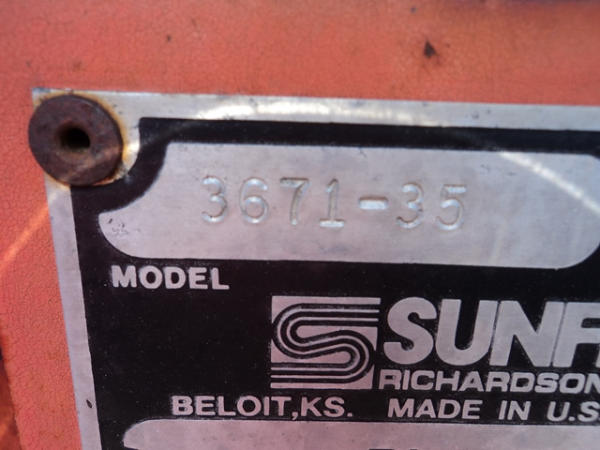 3671-35
MODEL
SUNF
RICHARDSON
BELOIT,KS. MADE IN U.S